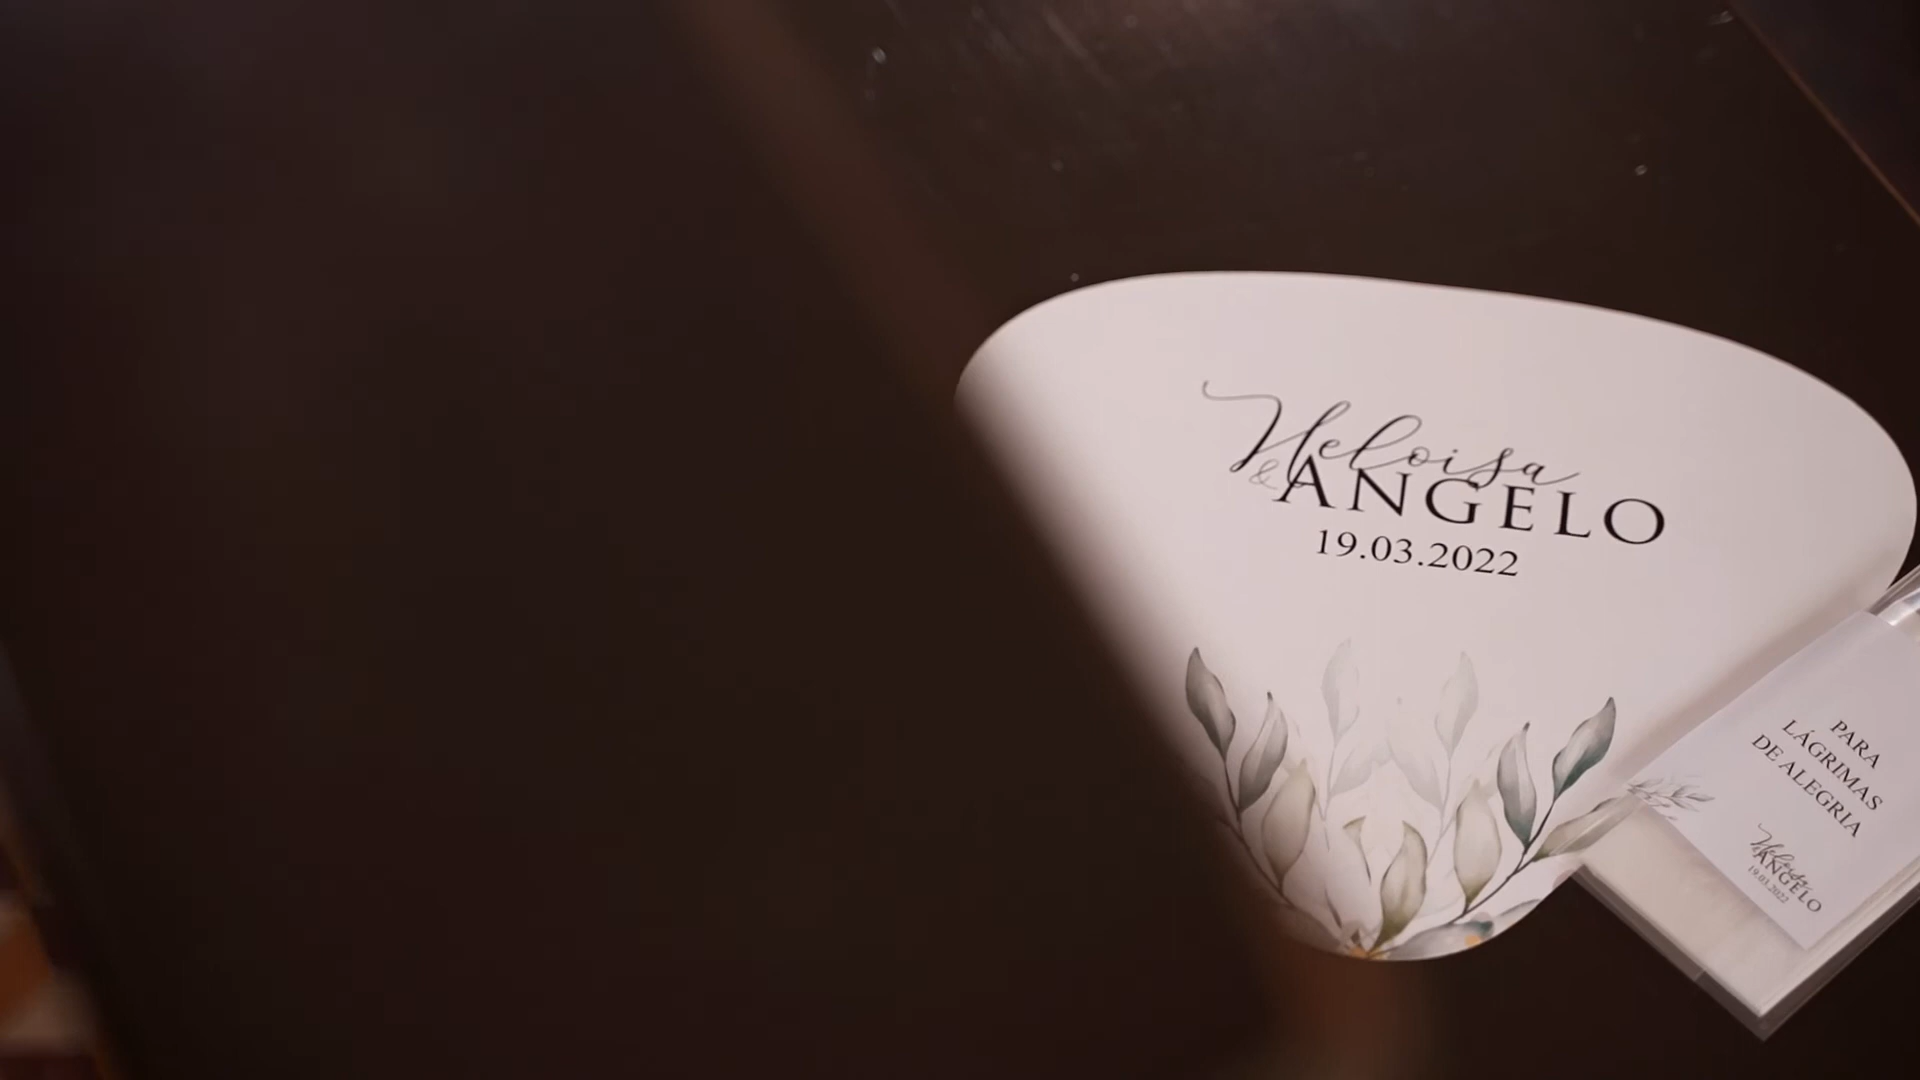 Heloisa
& ANGELO
19.03.2022
PARA
LÁGRIMAS
DE ALEGRIA
Heloisa
& ANGELO
19.03.2022